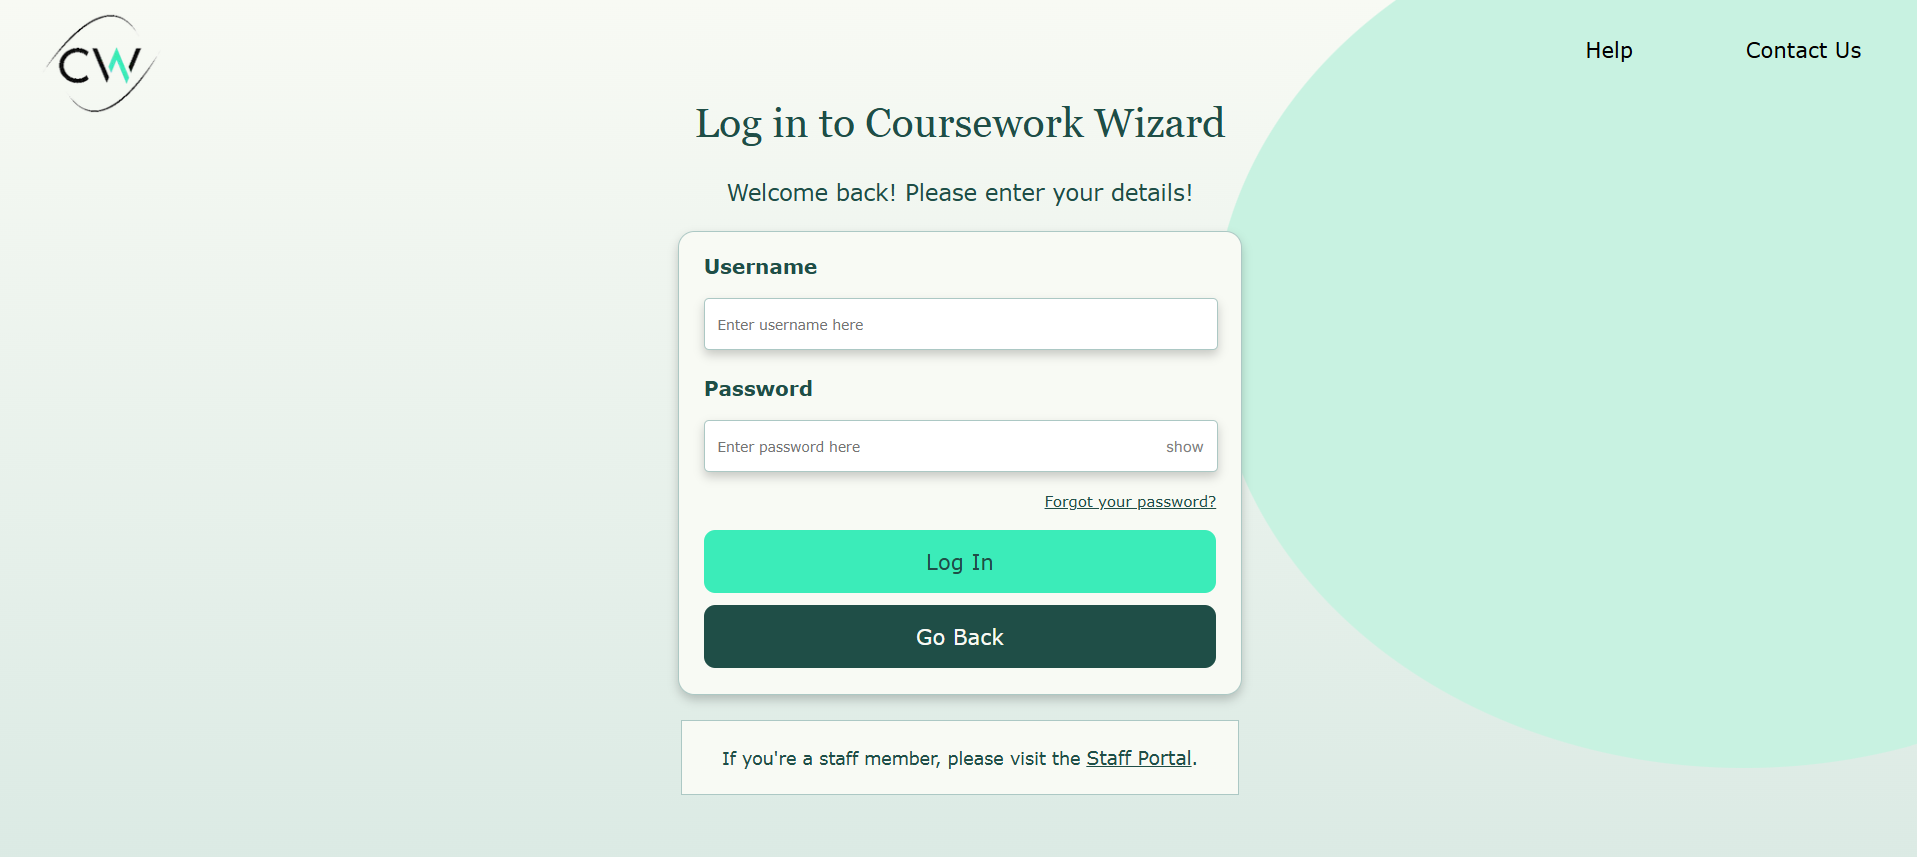 CW
Help
Contact Us
Log in to Coursework Wizard
Welcome back! Please enter your details!
Username
Enter username here
Password
Enter password here
show
Forgot your password?
Log In
Go Back
If you're a staff member, please visit the Staff Portal.